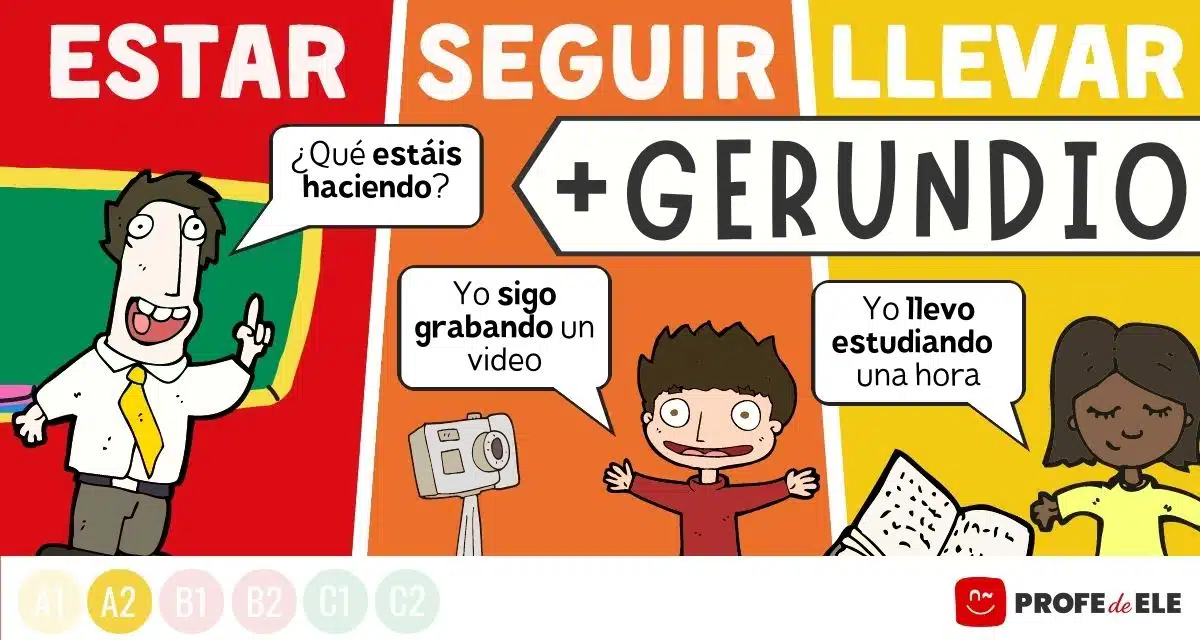 ESTAR
SEGUIR
LLEVAR
+GERUNDIO
¿Qué estáis
haciendo?
Yo sigo
grabando un
video
Yo llevo
estudiando
una hora
A1 A2 B1 B2 C1 C2
PROFE de ELE